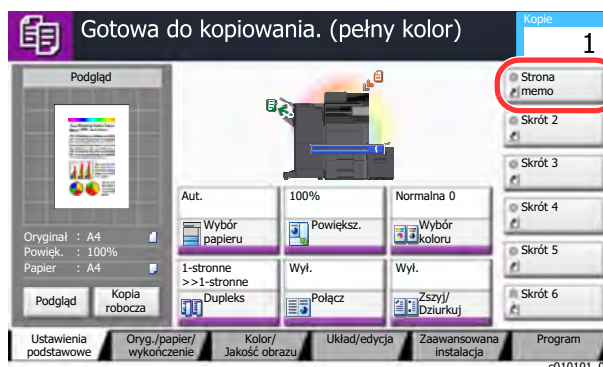 Gotowa do kopiowania. (pełny kolor)
Kopie
1
Podgląd
Oryginał : A4
Powięk. : 100%
Papier : A4
Podgląd
Kopia
robocza
Aut.
Wybór
papieru
100%
Powiększ.
Normalna 0
Wybór
koloru
1-stronne
>>1-stronne
Dupleks
Wył.
Połącz
Wył.
Zszyj/
Dziurkuj
Strona
memo
Skrót 2
Skrót 3
Skrót 4
Skrót 5
Skrót 6
Ustawienia
podstawowe
Oryg./papier/
wykończenie
Kolor/
Jakość obrazu
Układ/edycja
Zaawansowana
instalacja
Program